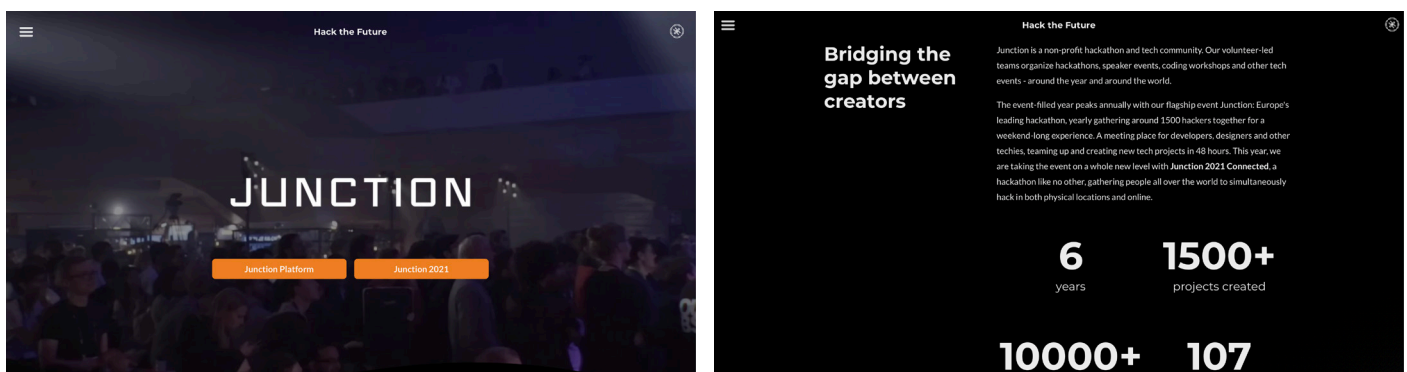 Hack the Future
JUNCTION
Junction Platform
Junction 2021
Hack the Future
Bridging the
gap between
creators
Junction is a non-profit hackathon and tech community. Our volunteer-led
teams organize hackathons, speaker events, coding workshops and other tech
events - around the year and around the world.
The event-filled year peaks annually with our flagship event Junction: Europe's
leading hackathon, yearly gathering around 1500 hackers together for a
weekend-long experience. A meeting place for developers, designers and other
techies, teaming up and creating new tech projects in 48 hours. This year, we
are taking the event on a whole new level with Junction 2021 Connected, a
hackathon like no other, gathering people all over the world to simultaneously
hack in both physical locations and online.
6
years
1500+
projects created
10000+
107